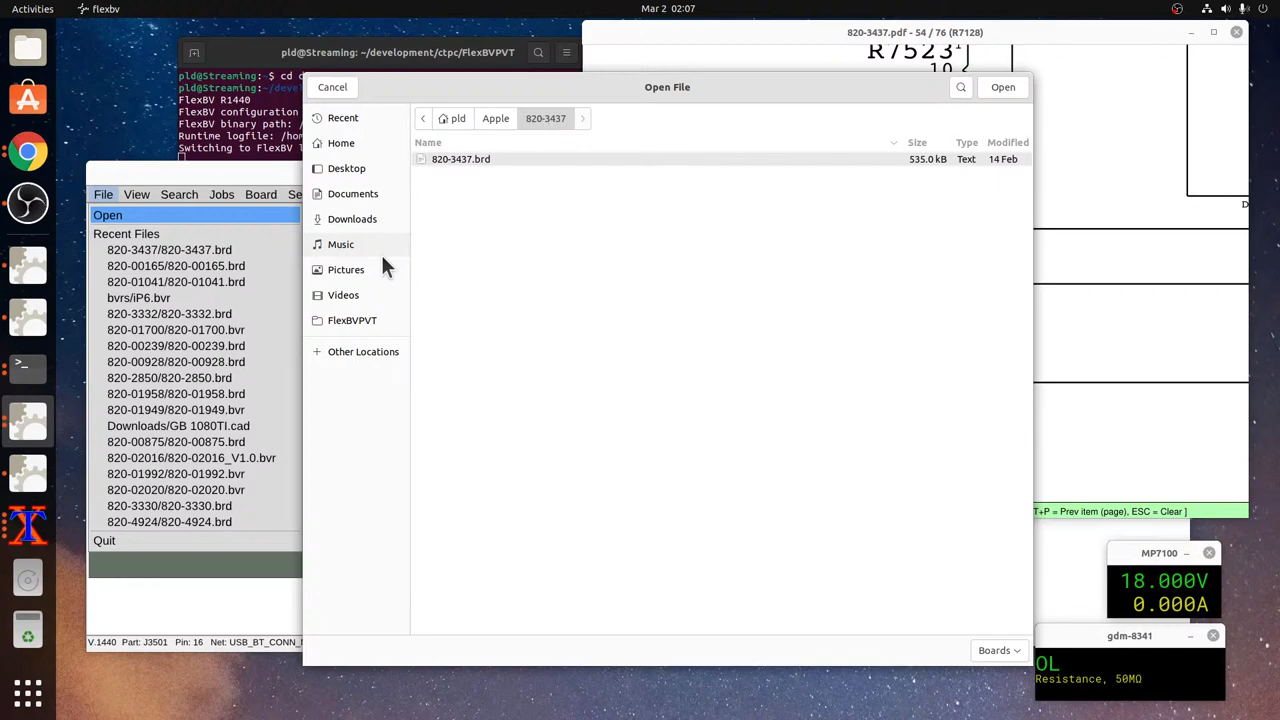 Activities
flexbv
Mar 2 02:07
pld@Streaming: ~/development/ctpc/FlexBVPVT
820-3437.pdf - 54 / 76 (R7128)
pld@Streaming:~$ cd d
pld@Streaming:~/devel
FlexBV R1440
FlexBV configuration
FlexBV binary path: /
Runtime logfile: /hom
Switching to FlexBV l
R7523
1
10
D
Cancel
Open File
Open
Recent
Home
Desktop
Documents
Downloads
Music
Pictures
Videos
FlexBVPVT
Other Locations
pld
Apple
820-3437
Name
Size
Type
Modified
820-3437.brd
535.0 kB
Text
14 Feb
Boards
File View Search Jobs Board Se
Open
Recent Files
820-3437/820-3437.brd
820-00165/820-00165.brd
820-01041/820-01041.brd
bvrs/iP6.bvr
820-3332/820-3332.brd
820-01700/820-01700.bvr
820-00239/820-00239.brd
820-00928/820-00928.brd
820-2850/820-2850.brd
820-01958/820-01958.brd
820-01949/820-01949.bvr
Downloads/GB 1080TI.cad
820-00875/820-00875.brd
820-02016/820-02016_V1.0.bvr
820-01992/820-01992.brd
820-02020/820-02020.bvr
820-3330/820-3330.brd
820-4924/820-4924.brd
Quit
V.1440 Part: J3501 Pin: 16 Net: USB_BT_CONN_
T+P = Prev item (page), ESC = Clear ]
MP7100
18.000V
0.000A
gdm-8341
OL
Resistance, 50MΩ